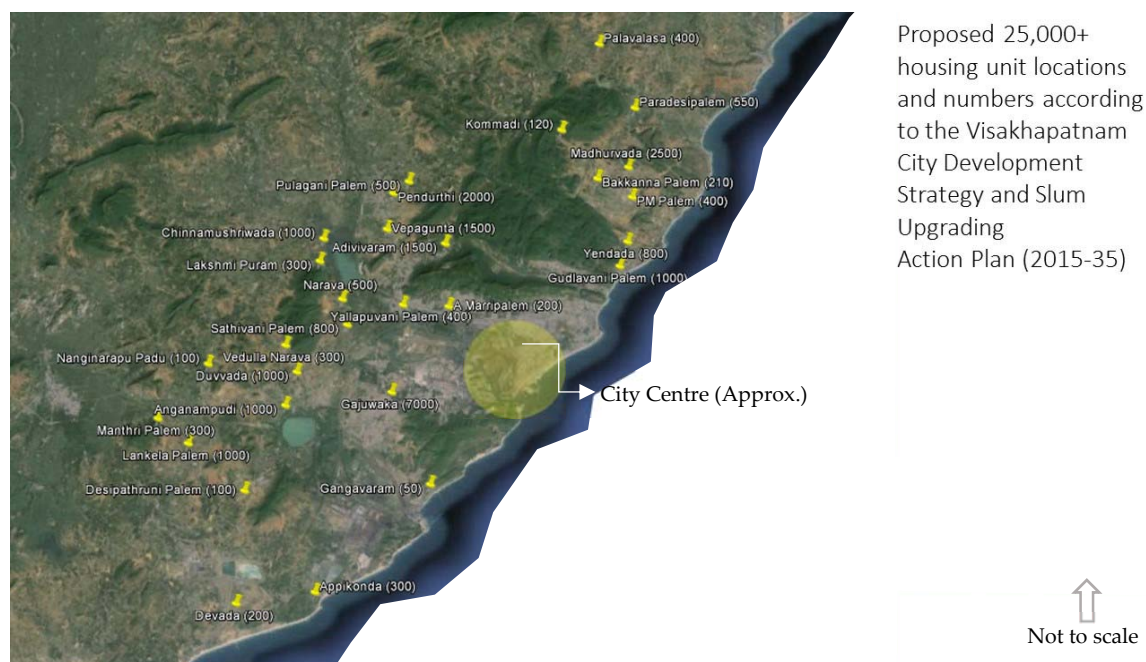 Palavalasa (400)
Paradesipalem (550)
Kommadi (120)
Madhurvada (2500)
Bakkanna Palem (210)
PM Palem (400)
Pulagani Palem (500)
Pendurthi (2000)
Vepagunta (1500)
Chinnamushriwada (1000)
Adivivaram (1500)
Yendada (800)
Lakshmi Puram (300)
Gudlavani Palem (1000)
Narava (500)
A Marripalem (200)
Yallapuvani Palem (400)
Sathivani Palem (800)
Nanginarapu Padu (100)
Vedulla Narava (300)
Duvvada (1000)
City Centre (Approx.)
Anganampudi (1000)
Gajuwaka (7000)
Manthri Palem (300)
Lankela Palem (1000)
Desipathruni Palem (100)
Gangavaram (50)
Appikonda (300)
Devada (200)
Proposed 25,000+
housing unit locations
and numbers according
to the Visakhapatnam
City Development
Strategy and Slum
Upgrading
Action Plan (2015-35)
Not to scale